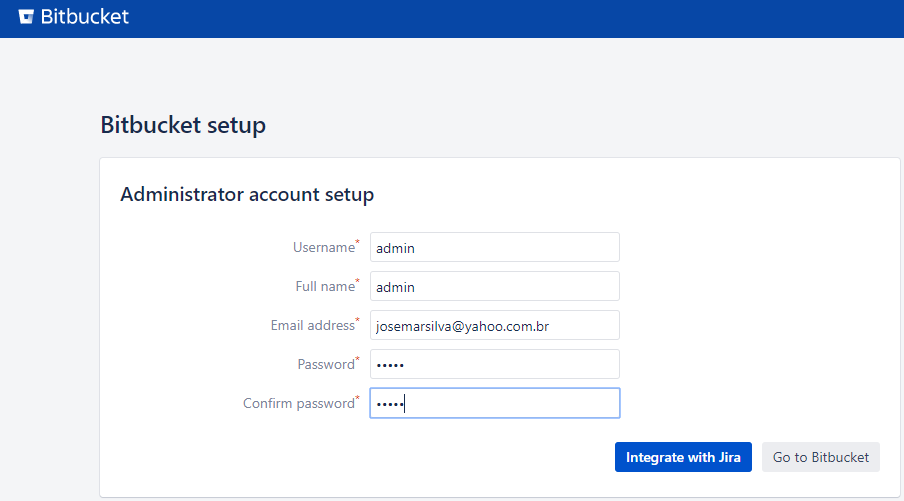 Bitbucket
Bitbucket setup
Administrator account setup
Username* admin
Full name* admin
Email address* josemarsilva@yahoo.com.br
Password* •••••
Confirm password* •••••
Integrate with Jira Go to Bitbucket